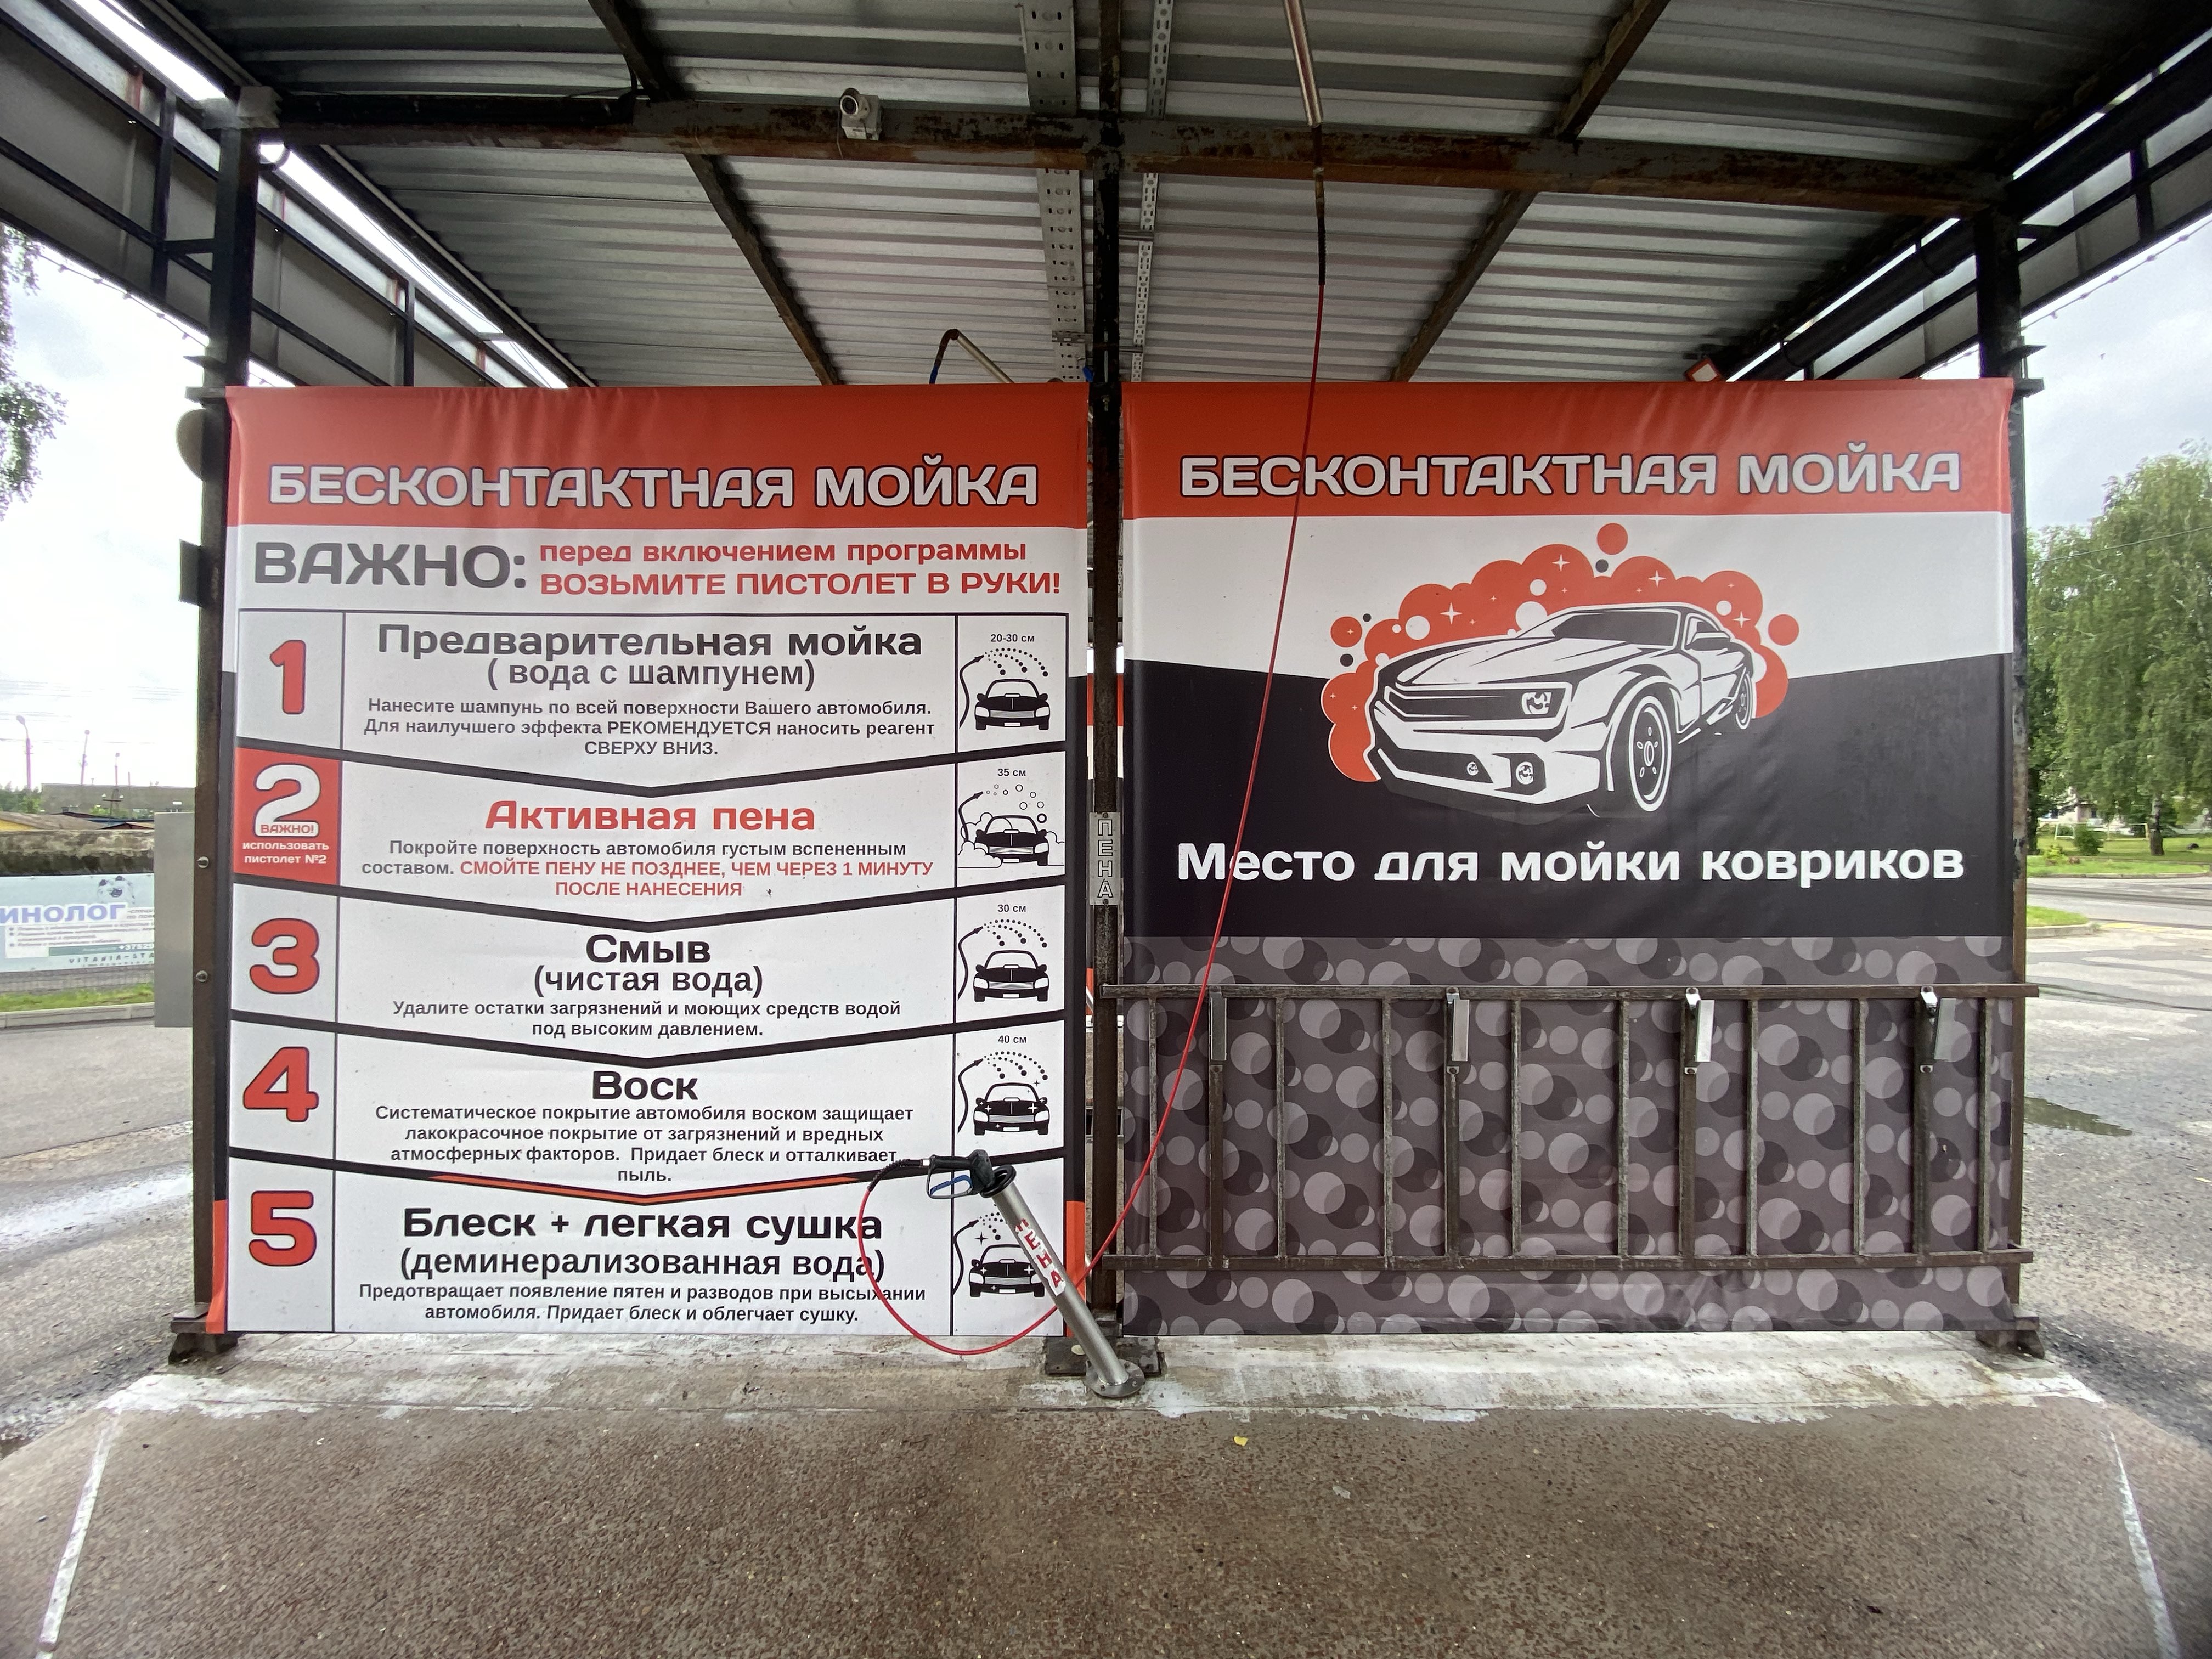 БЕСКОНТАКТНАЯ МОЙКА
ВАЖНО: перед включением программы
ВОЗЬМИТЕ ПИСТОЛЕТ В РУКИ!
1
Предварительная мойка
( вода с шампунем)
Нанесите шампунь по всей поверхности Вашего автомобиля.
Для наилучшего эффекта РЕКОМЕНДУЕТСЯ наносить реагент
СВЕРХУ ВНИЗ.
20-30 см
2
ВАЖНО!
использовать
пистолет №2
Активная пена
Покройте поверхность автомобиля густым вспененным
составом. СМОЙТЕ ПЕНУ НЕ ПОЗДНЕЕ, ЧЕМ ЧЕРЕЗ 1 МИНУТУ
ПОСЛЕ НАНЕСЕНИЯ
35 см
3
Смыв
(чистая вода)
Удалите остатки загрязнений и моющих средств водой
под высоким давлением.
30 см
4
Воск
Систематическое покрытие автомобиля воском защищает
лакокрасочное покрытие от загрязнений и вредных
атмосферных факторов. Придает блеск и отталкивает
пыль.
40 см
5
Блеск + легкая сушка
(деминерализованная вода)
Предотвращает появление пятен и разводов при высыхании
автомобиля. Придает блеск и облегчает сушку.
ПЕНА
ПЕНА
БЕСКОНТАКТНАЯ МОЙКА
Место для мойки ковриков
ИНОЛОГ
+37529